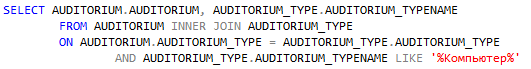 SELECT AUDITORIUM.AUDITORIUM, AUDITORIUM_TYPE.AUDITORIUM_TYPENAME
FROM AUDITORIUM INNER JOIN AUDITORIUM_TYPE
ON AUDITORIUM.AUDITORIUM_TYPE = AUDITORIUM_TYPE.AUDITORIUM_TYPE
AND AUDITORIUM_TYPE.AUDITORIUM_TYPENAME LIKE '%Компьютер%'